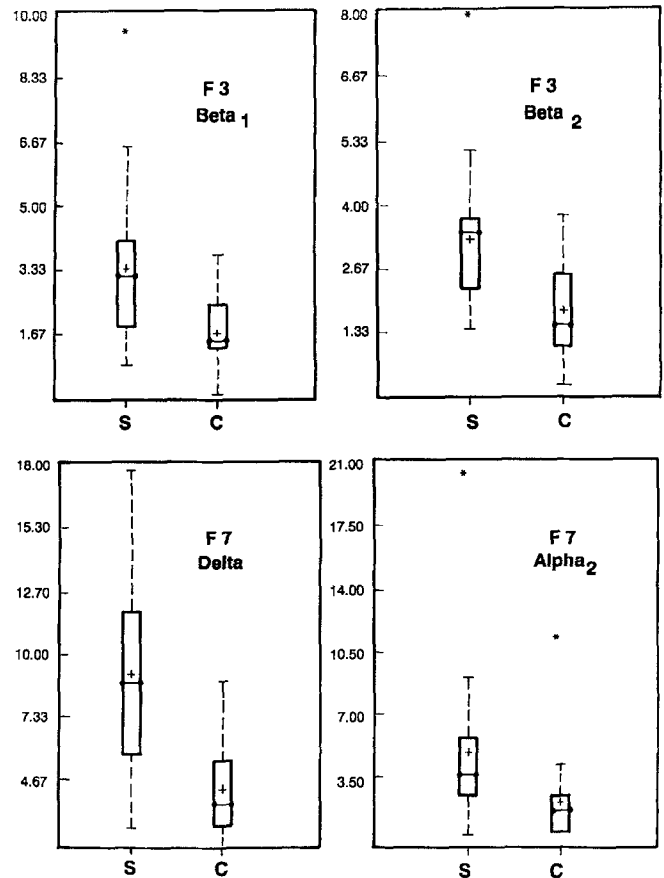 10.00
8.33
6.67
5.00
3.33
1.67
F 3
Beta 1
*
+
+
S
C
8.00
6.67
5.33
4.00
2.67
1.33
F 3
Beta 2
*
+
+
S
C
18.00
15.30
12.70
10.00
7.33
4.67
F 7
Delta
+
+
S
C
21.00
17.50
14.00
10.50
7.00
3.50
F 7
Alpha2
*
*
+
+
S
C